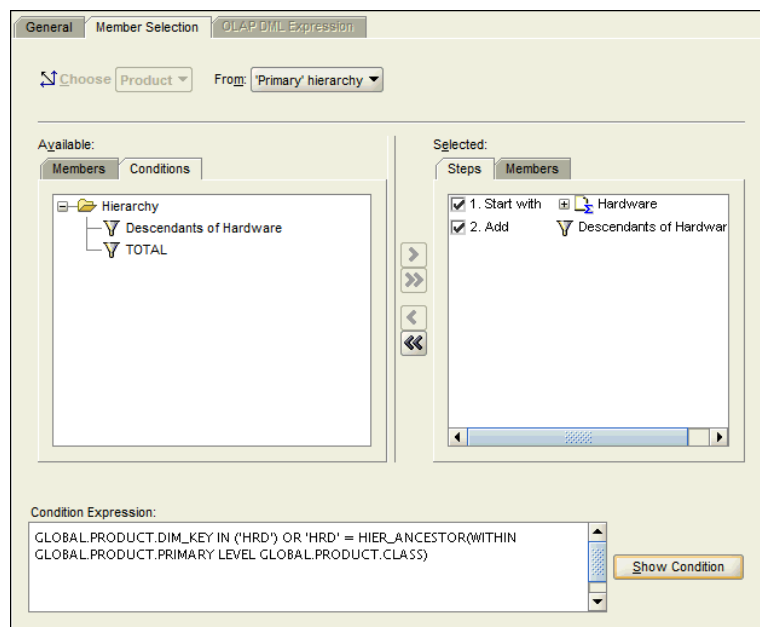 General Member Selection OLAP DML Expression
Choose Product From: 'Primary' hierarchy
Available: Selected:
Members Conditions Steps Members
Hierarchy 1. Start with Hardware
Descendants of Hardware 2. Add Descendants of Hardwar
TOTAL
Condition Expression:
GLOBAL.PRODUCT.DIM_KEY IN ('HRD') OR 'HRD' = HIER_ANCESTOR(WITHIN
GLOBAL.PRODUCT.PRIMARY LEVEL GLOBAL.PRODUCT.CLASS)
Show Condition